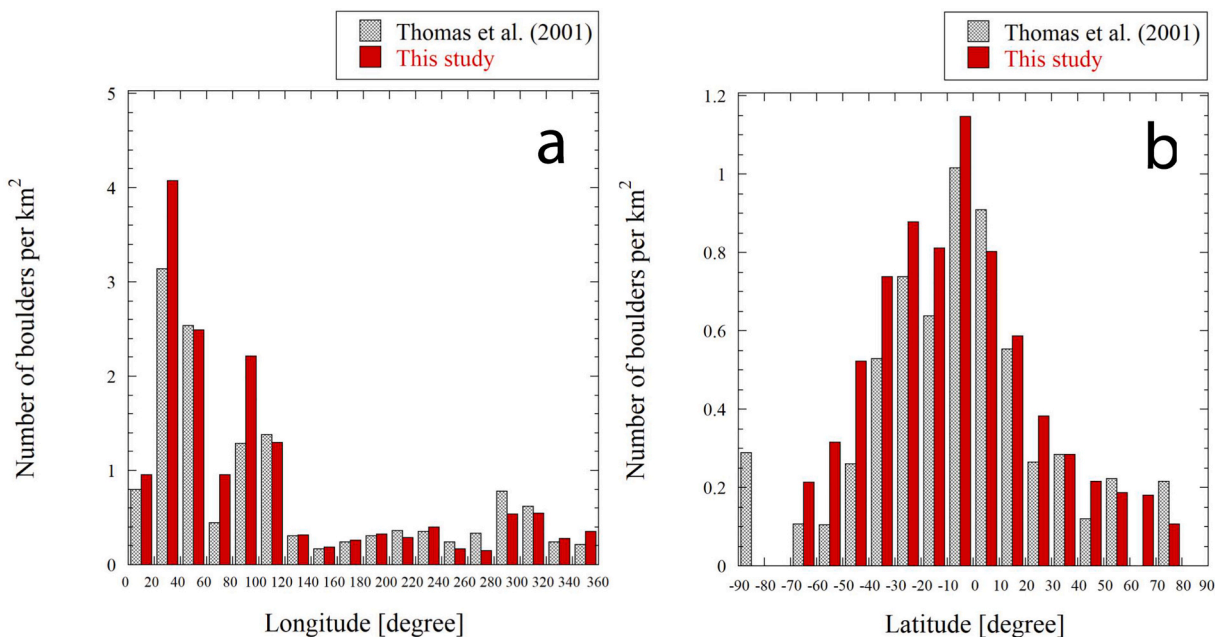 Thomas et al. (2001)
This study
a
5
4
3
2
1
0
Number of boulders per km2
0 20 40 60 80 100 120 140 160 180 200 220 240 260 280 300 320 340 360
Longitude [degree]
Thomas et al. (2001)
This study
b
1.2
1
0.8
0.6
0.4
0.2
0
Number of boulders per km2
-90 -80 -70 -60 -50 -40 -30 -20 -10 0 10 20 30 40 50 60 70 80 90
Latitude [degree]